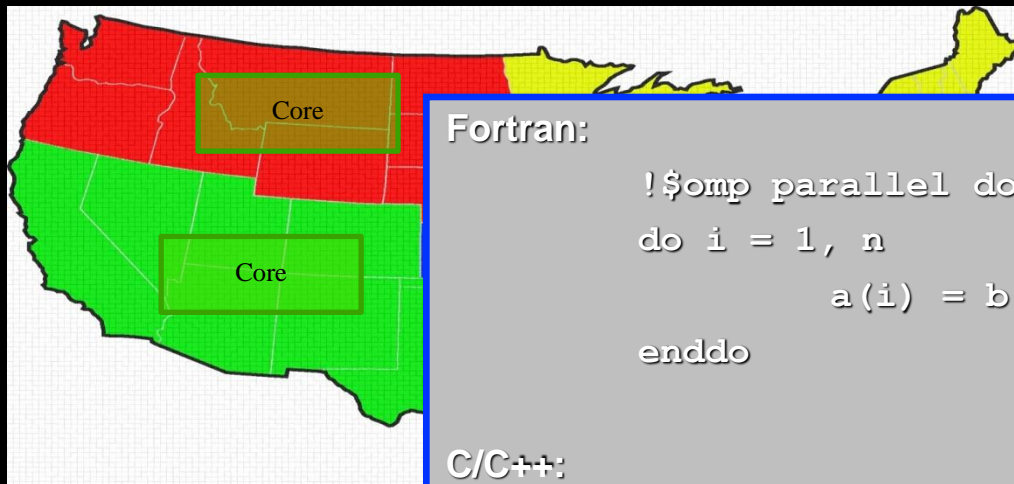 Core
Core
Fortran:
!$omp parallel do
do i = 1, n
a(i) = b
enddo
C/C++: